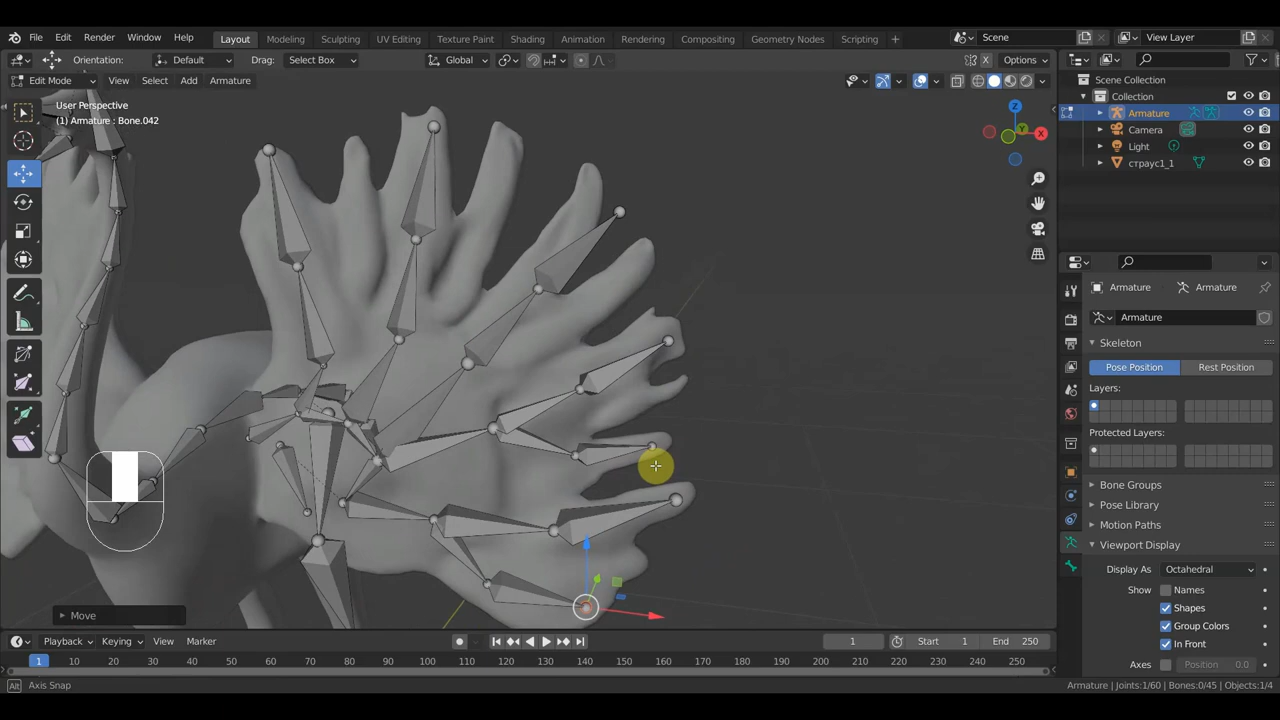 File Edit Render Window Help Layout Modeling Sculpting UV Editing Texture Paint Shading Animation Rendering Compositing Geometry Nodes Scripting + Scene View Layer
Orientation: Default Drag: Select Box Global X Options
Edit Mode View Select Add Armature
User Perspective
(1) Armature : Bone.042
Z
Y
X
Move
Scene Collection
Collection
Armature
Camera
Light
страус1_1
Armature Armature
Armature
Skeleton
Pose Position Rest Position
Layers:
Protected Layers:
Bone Groups
Pose Library
Motion Paths
Viewport Display
Display As Octahedral
Show Names
Shapes
Group Colors
In Front
Axes Position 0.0
Playback Keying View Marker 1 Start 1 End 250
1 10 20 30 40 50 60 70 80 90 100 110 120 130 140 150 160 170 180 190 200 210 220 230 240 250
Alt Axis Snap Armature | Joints:1/60 | Bones:0/45 | Objects:1/4